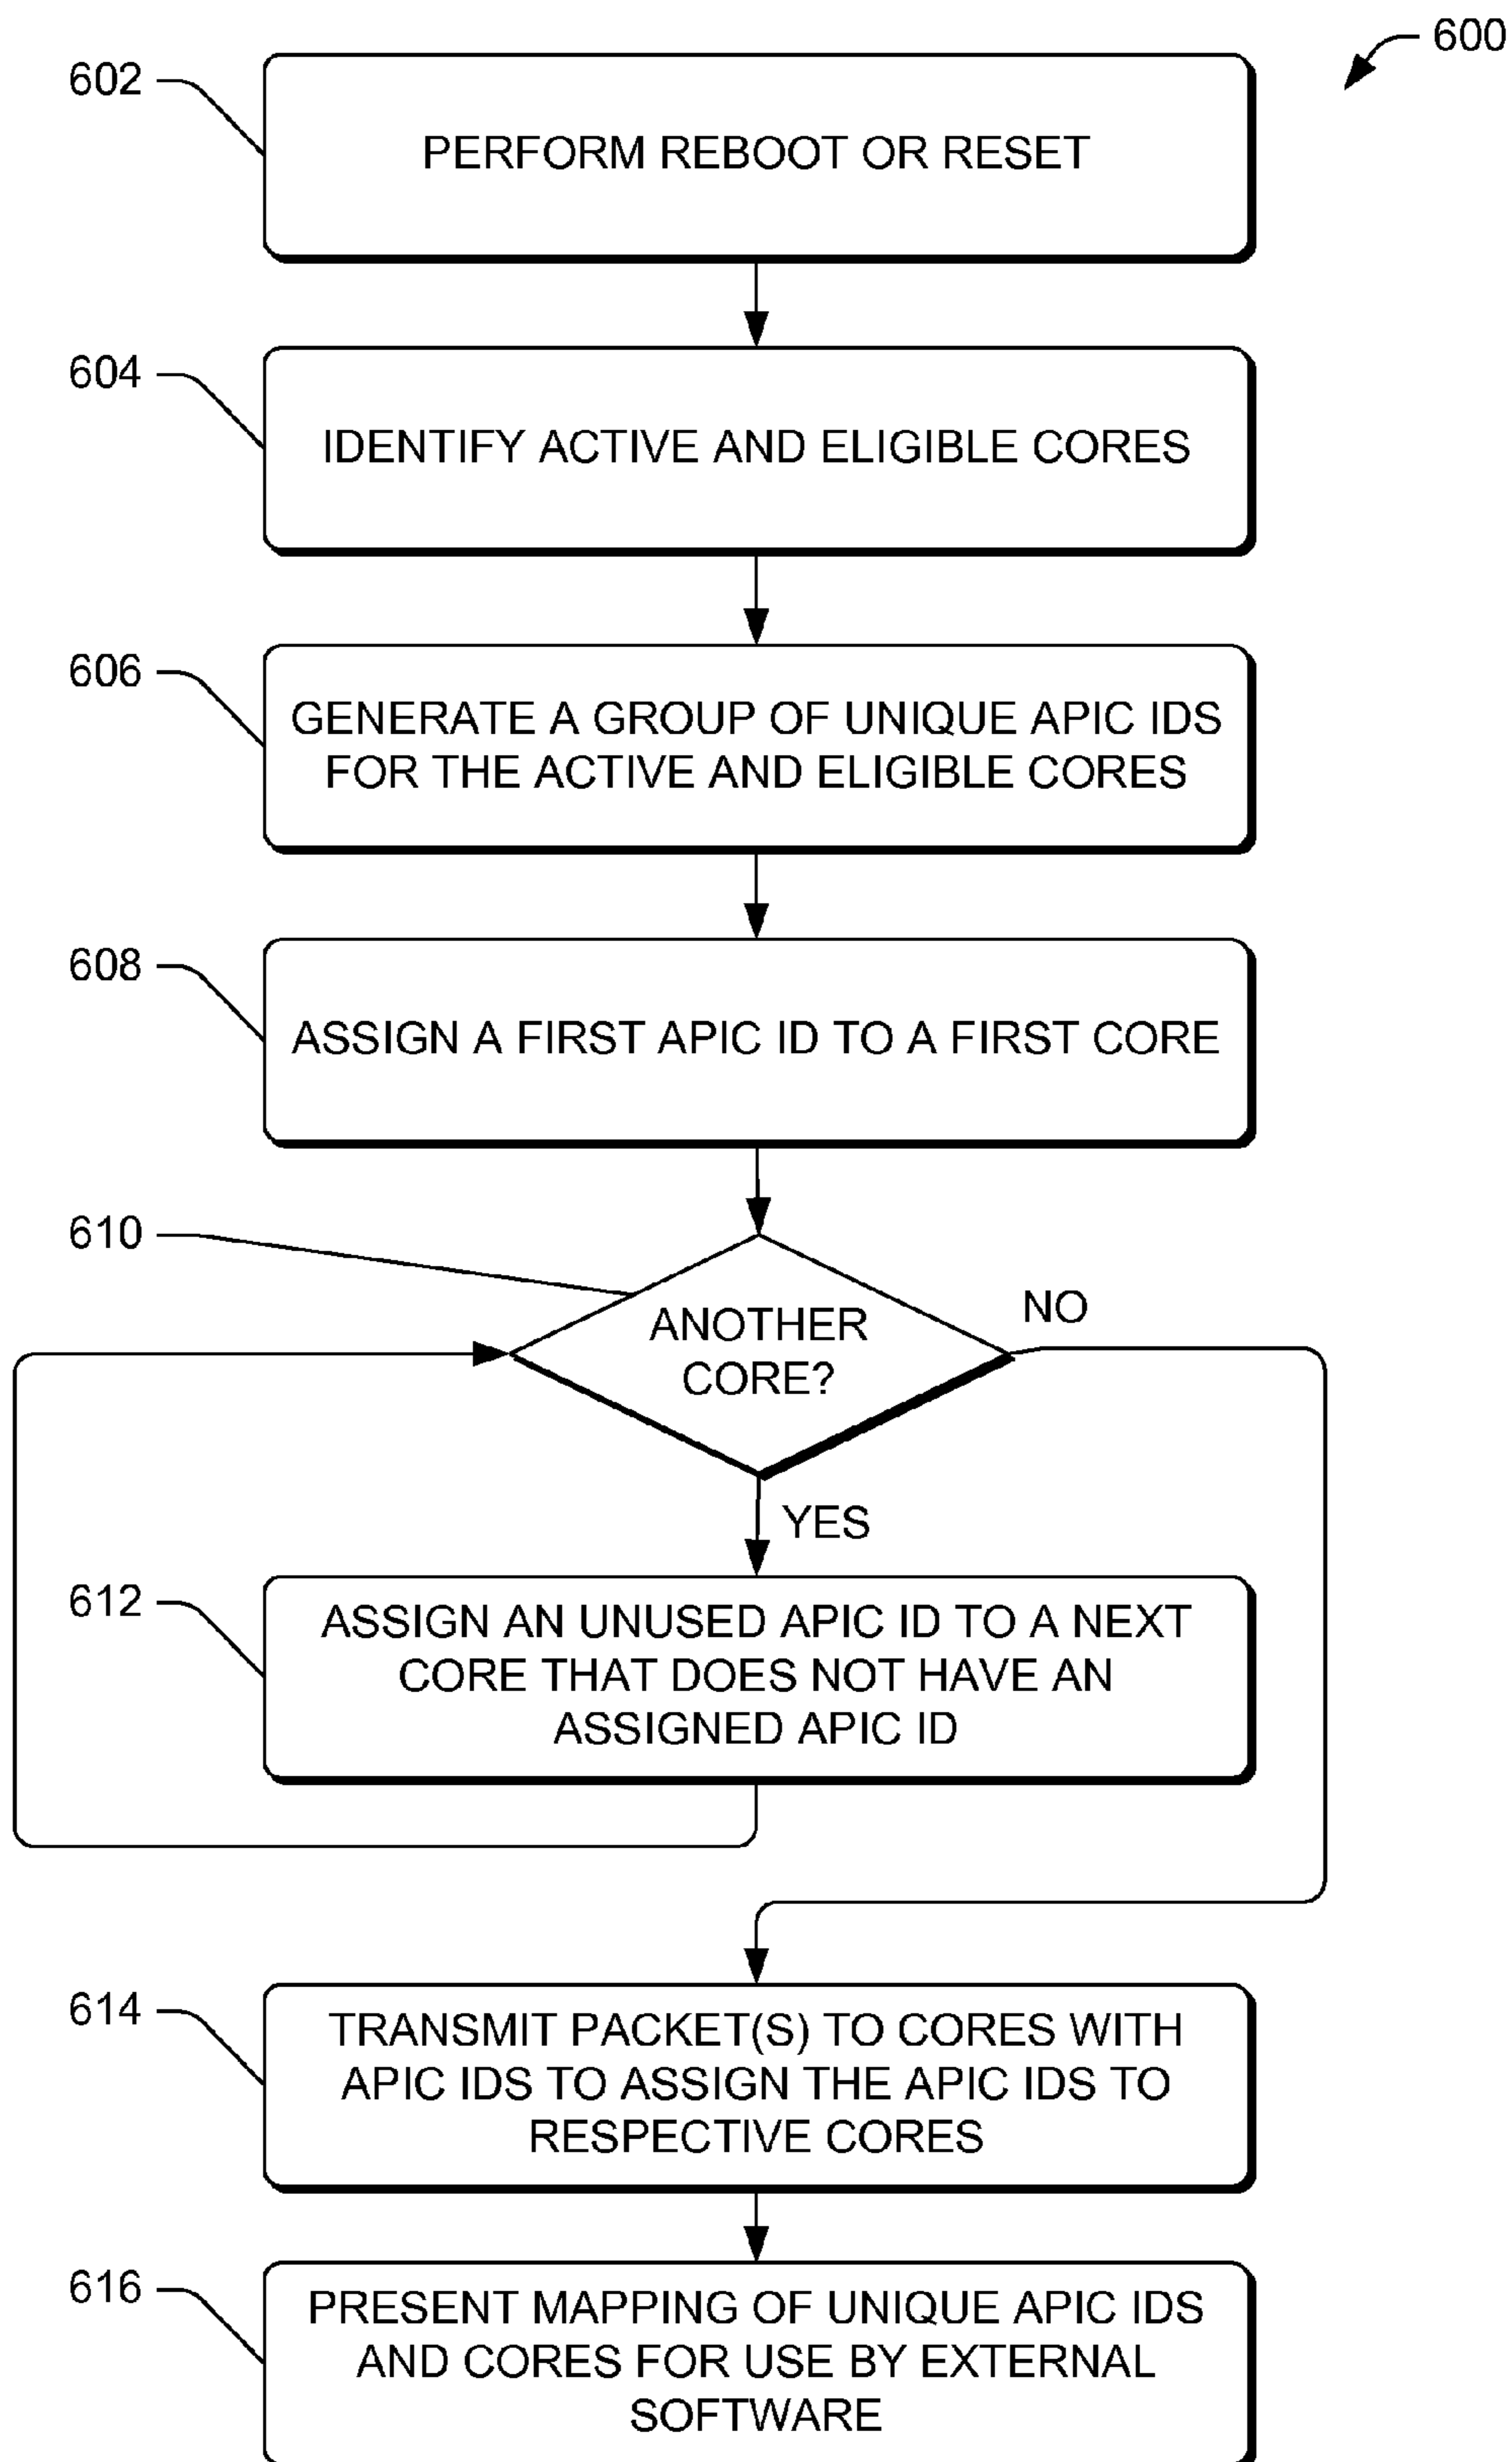 600
602
PERFORM REBOOT OR RESET
604
IDENTIFY ACTIVE AND ELIGIBLE CORES
606
GENERATE A GROUP OF UNIQUE APIC IDS
FOR THE ACTIVE AND ELIGIBLE CORES
608
ASSIGN A FIRST APIC ID TO A FIRST CORE
610
ANOTHER
CORE?
NO
YES
612
ASSIGN AN UNUSED APIC ID TO A NEXT
CORE THAT DOES NOT HAVE AN
ASSIGNED APIC ID
614
TRANSMIT PACKET(S) TO CORES WITH
APIC IDS TO ASSIGN THE APIC IDS TO
RESPECTIVE CORES
616
PRESENT MAPPING OF UNIQUE APIC IDS
AND CORES FOR USE BY EXTERNAL
SOFTWARE